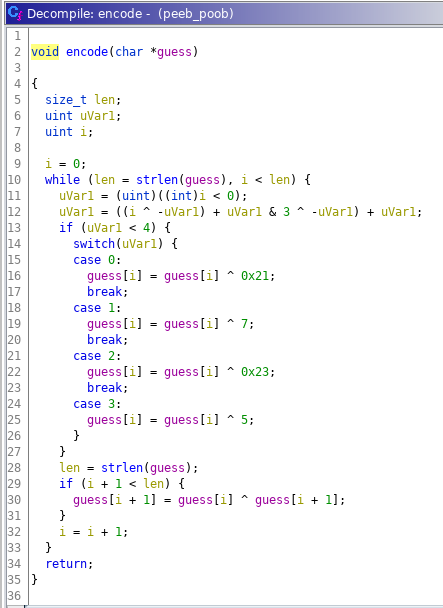 Decompile: encode - (peeb_poob)
1
2 void encode(char *guess)
3
4 {
5 size_t len;
6 uint uVar1;
7 uint i;
8
9 i = 0;
10 while (len = strlen(guess), i < len) {
11 uVar1 = (uint)((int)i < 0);
12 uVar1 = ((i ^ -uVar1) + uVar1 & 3 ^ -uVar1) + uVar1;
13 if (uVar1 < 4) {
14 switch(uVar1) {
15 case 0:
16 guess[i] = guess[i] ^ 0x21;
17 break;
18 case 1:
19 guess[i] = guess[i] ^ 7;
20 break;
21 case 2:
22 guess[i] = guess[i] ^ 0x23;
23 break;
24 case 3:
25 guess[i] = guess[i] ^ 5;
26 }
27 }
28 len = strlen(guess);
29 if (i + 1 < len) {
30 guess[i + 1] = guess[i] ^ guess[i + 1];
31 }
32 i = i + 1;
33 }
34 return;
35 }
36